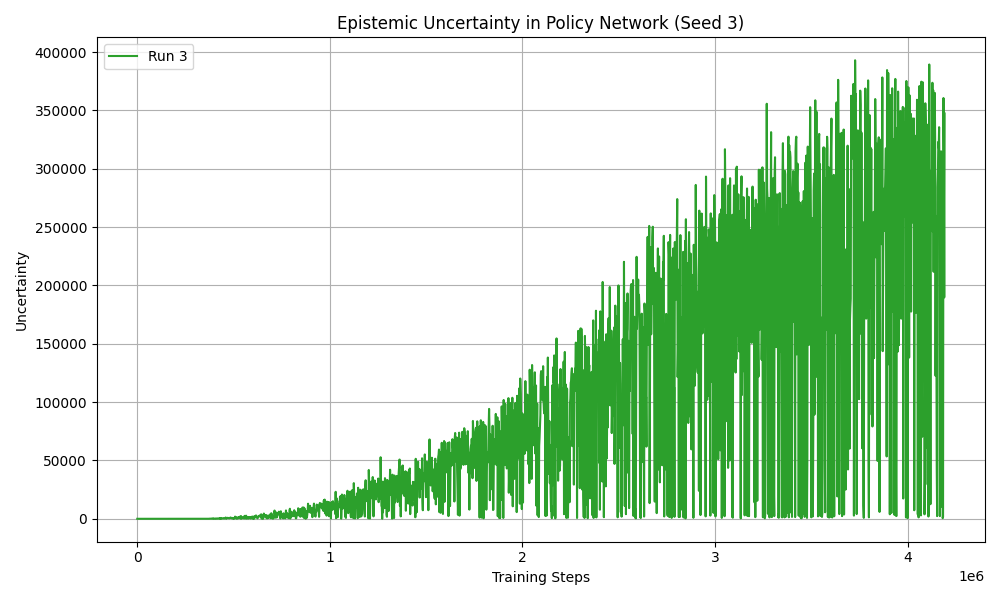 Epistemic Uncertainty in Policy Network (Seed 3)
Run 3
400000
350000
300000
250000
200000
150000
100000
50000
0
Uncertainty
0 1 2 3 4
1e6
Training Steps